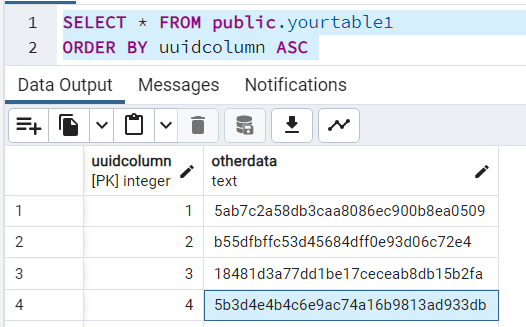 1 SELECT * FROM public.yourtable1
2 ORDER BY uuidcolumn ASC
Data Output Messages Notifications
uuidcolumn otherdata
[PK] integer text
1 1 5ab7c2a58db3caa8086ec900b8ea0509
2 2 b55dfbffc53d45684dff0e93d06c72e4
3 3 18481d3a77dd1be17ceceab8db15b2fa
4 4 5b3d4e4b4c6e9ac74a16b9813ad933db